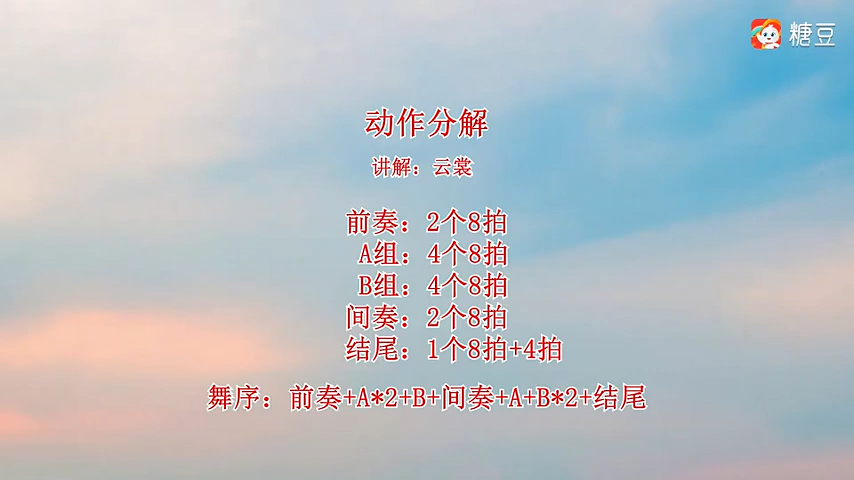 糖豆
动作分解
讲解：云裳
前奏：2个8拍
A组：4个8拍
B组：4个8拍
间奏：2个8拍
结尾：1个8拍+4拍
舞序：前奏+A*2+B+间奏+A+B*2+结尾